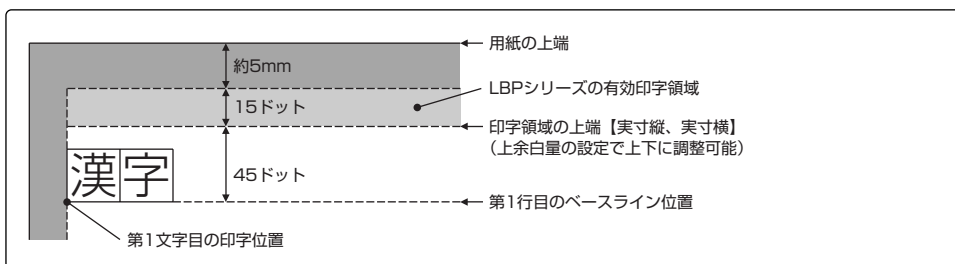 用紙の上端
約5mm
LBPシリーズの有効印字領域
15ドット
印字領域の上端【実寸縦、実寸横】
（上余白量の設定で上下に調整可能）
漢字
45ドット
第1行目のベースライン位置
第1文字目の印字位置